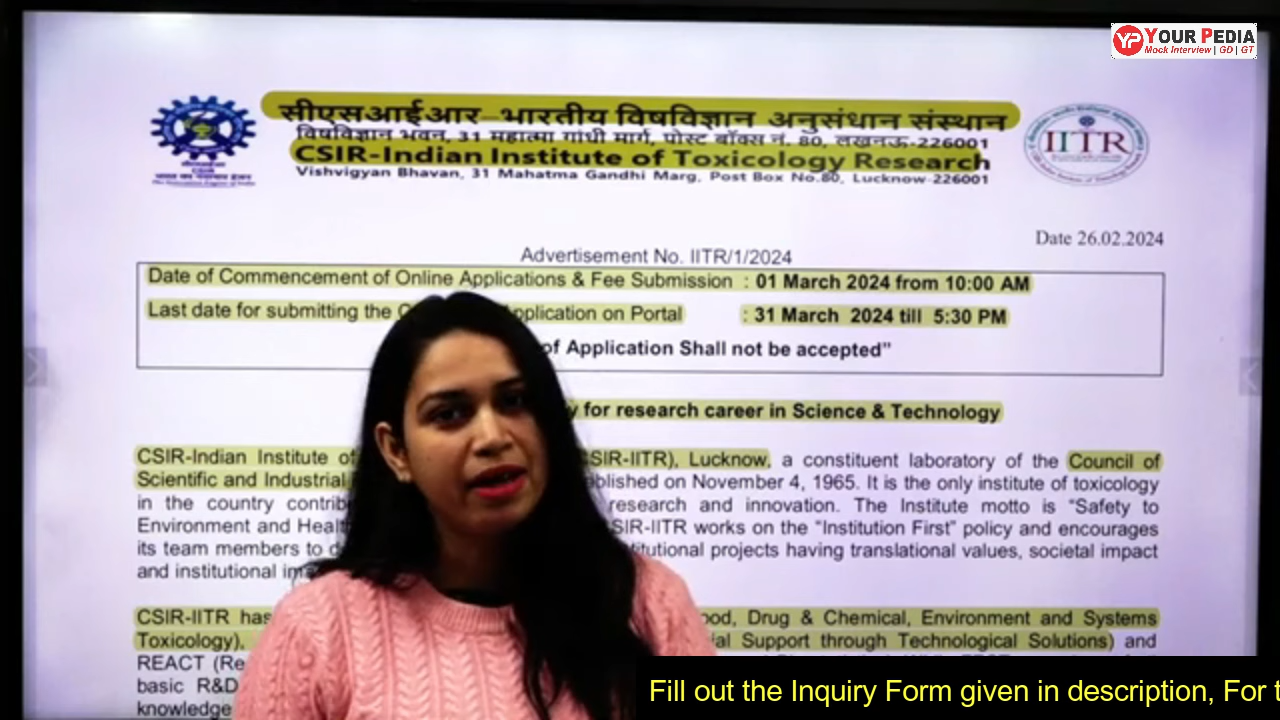 YP YOUR PEDIA
Mock Interview | GD | GT
सीएसआईआर–भारतीय विषविज्ञान अनुसंधान संस्थान
विषविज्ञान भवन, 31 महात्मा गांधी मार्ग, पोस्ट बॉक्स नं. 80, लखनऊ-226001
CSIR-Indian Institute of Toxicology Research
Vishvigyan Bhavan, 31 Mahatma Gandhi Marg, Post Box No.80, Lucknow-226001
IITR
Date 26.02.2024
Advertisement No. IITR/1/2024
Date of Commencement of Online Applications & Fee Submission : 01 March 2024 from 10:00 AM
Last date for submitting the Application on Portal : 31 March 2024 till 5:30 PM
of Application Shall not be accepted"
for research career in Science & Technology
CSIR-Indian Institute of CSIR-IITR), Lucknow, a constituent laboratory of the Council of
Scientific and Industrial established on November 4, 1965. It is the only institute of toxicology
in the country research and innovation. The Institute motto is “Safety to
Environment and CSIR-IITR works on the “Institution First” policy and encourages
its team members to institutional projects having translational values, societal impact
and institutional
CSIR-IITR has Drug & Chemical, Environment and Systems
Toxicology), Support through Technological Solutions) and
REACT
basic R&D
knowledge
Fill out the Inquiry Form given in description, For